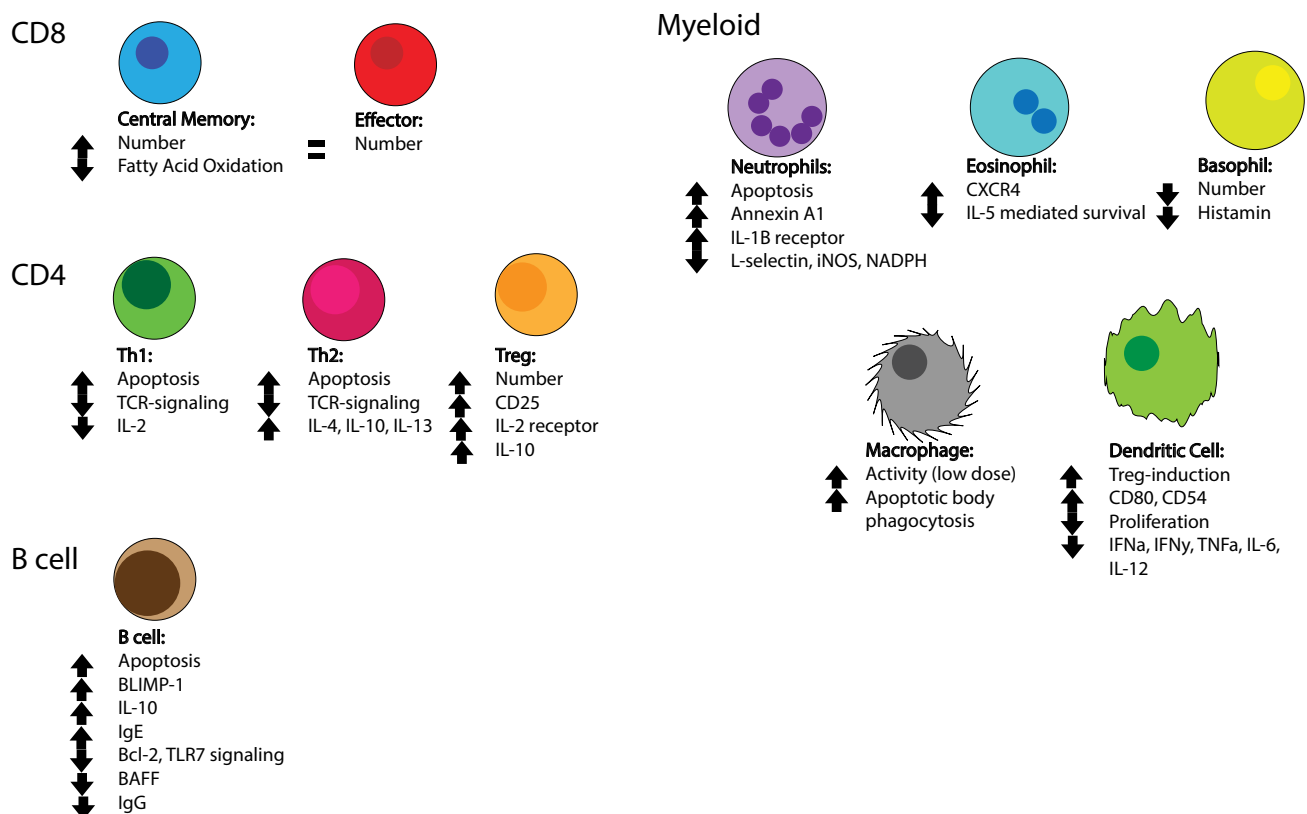 CD8
Central Memory:
Number
Fatty Acid Oxidation
Effector:
Number
CD4
Th1:
Apoptosis
TCR-signaling
IL-2
Th2:
Apoptosis
TCR-signaling
IL-4, IL-10, IL-13
Treg:
Number
CD25
IL-2 receptor
IL-10
B cell
B cell:
Apoptosis
BLIMP-1
IL-10
IgE
Bcl-2, TLR7 signaling
BAFF
IgG
Myeloid
Neutrophils:
Apoptosis
Annexin A1
IL-1B receptor
L-selectin, iNOS, NADPH
Eosinophil:
CXCR4
IL-5 mediated survival
Basophil:
Number
Histamin
Macrophage:
Activity (low dose)
Apoptotic body
phagocytosis
Dendritic Cell:
Treg-induction
CD80, CD54
Proliferation
IFNa, IFNy, TNFa, IL-6,
IL-12